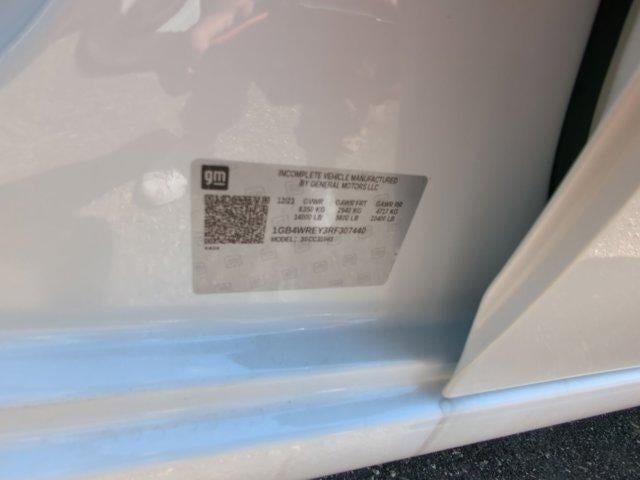 gm
INCOMPLETE VEHICLE MANUFACTURED
BY GENERAL MOTORS LLC
12/23 GVWR GAWR FRT GAWR RR
6350 KG 2540 KG 4717 KG
14000 LB 5600 LB 10400 LB
1GB4WREY3RF307440
MODEL: